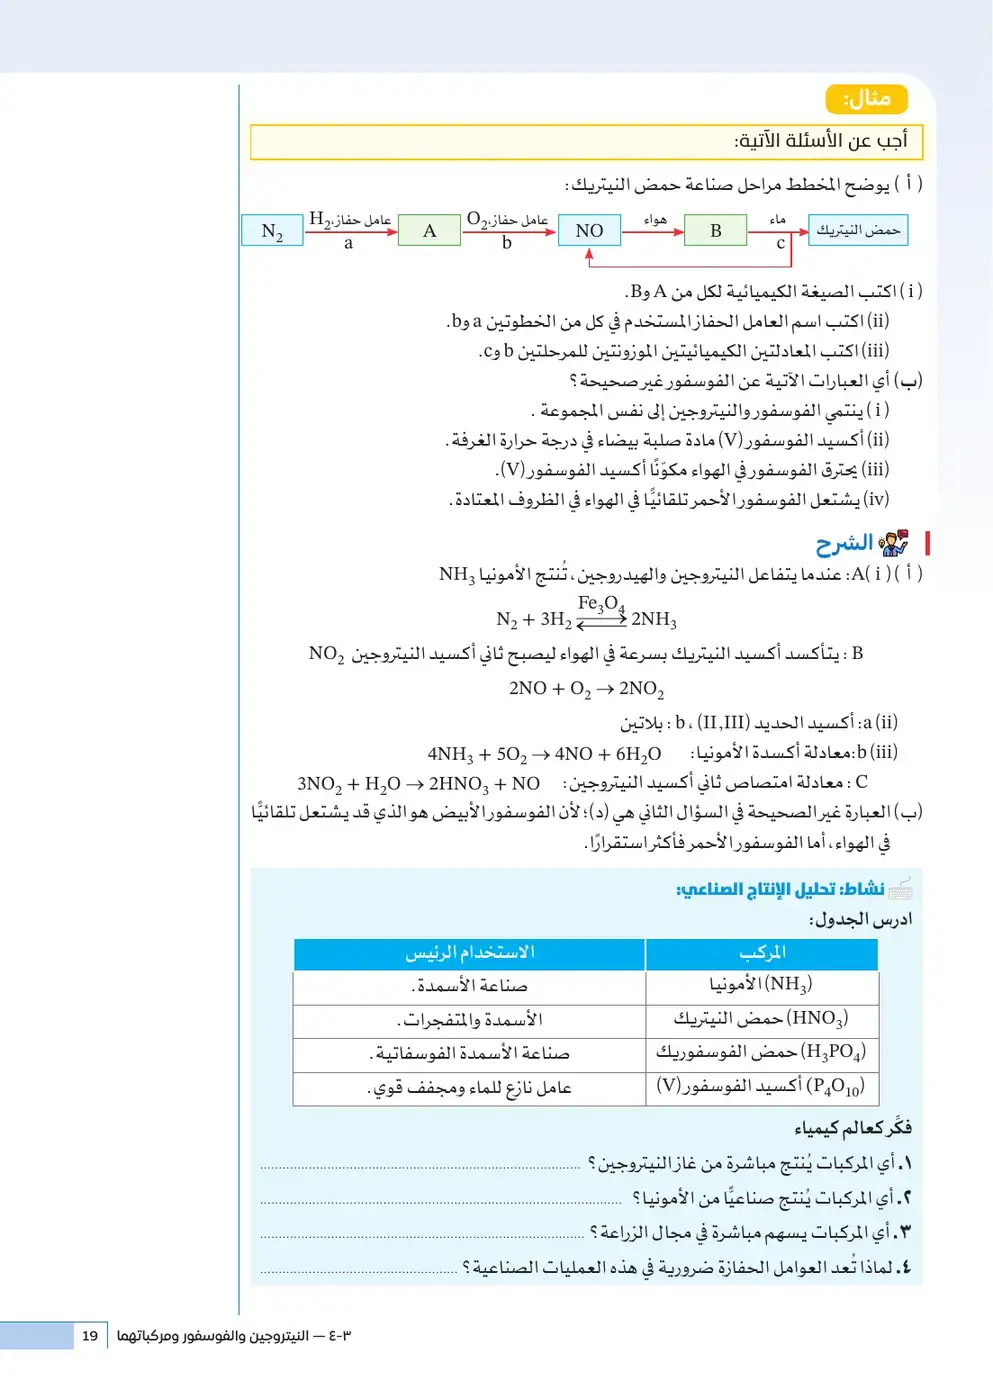 مثال:
أجب عن الأسئلة الآتية:
( أ ) يوضح المخطط مراحل صناعة حمض النيتريك:
N₂ عامل حفاز،H₂ a A عامل حفاز،O₂ b NO هواء B ماء c حمض النيتريك
( i ) اكتب الصيغة الكيميائية لكل من A وB.
(ii) اكتب اسم العامل الحفاز المستخدم في كل من الخطوتين a وb.
(iii) اكتب المعادلتين الكيميائيتين الموزونتين للمرحلتين b وc.
(ب) أي العبارات الآتية عن الفوسفور غير صحيحة؟
( i ) ينتمي الفوسفور والنيتروجين إلى نفس المجموعة .
(ii) أكسيد الفوسفور (V) مادة صلبة بيضاء في درجة حرارة الغرفة.
(iii) يحترق الفوسفور في الهواء مكوّنًا أكسيد الفوسفور (V).
(iv) يشتعل الفوسفور الأحمر تلقائيًّا في الهواء في الظروف المعتادة.
الشرح
( أ ) ( i ) A: عندما يتفاعل النيتروجين والهيدروجين، تُنتج الأمونيا NH₃
N₂ + 3H₂ ⇌ 2NH₃ Fe₃O₄
B : يتأكسد أكسيد النيتريك بسرعة في الهواء ليصبح ثاني أكسيد النيتروجين NO₂
2NO + O₂ → 2NO₂
(ii) a: أكسيد الحديد (II,III) ، b : بلاتين
(iii) b:معادلة أكسدة الأمونيا: 4NH₃ + 5O₂ → 4NO + 6H₂O
C : معادلة امتصاص ثاني أكسيد النيتروجين: 3NO₂ + H₂O → 2HNO₃ + NO
(ب) العبارة غير الصحيحة في السؤال الثاني هي (د)؛ لأن الفوسفور الأبيض هو الذي قد يشتعل تلقائيًّا
في الهواء، أما الفوسفور الأحمر فأكثر استقرارًا.
نشاط: تحليل الإنتاج الصناعي:
ادرس الجدول:
المركب الاستخدام الرئيس
(NH₃) الأمونيا صناعة الأسمدة.
(HNO₃) حمض النيتريك الأسمدة والمتفجرات.
(H₃PO₄) حمض الفوسفوريك صناعة الأسمدة الفوسفاتية.
(P₄O₁₀) أكسيد الفوسفور (V) عامل نازع للماء ومجفف قوي.
فكّر كعالم كيمياء
١. أي المركبات يُنتج مباشرة من غاز النيتروجين؟ ........................................
٢. أي المركبات يُنتج صناعيًّا من الأمونيا؟ ........................................
٣. أي المركبات يسهم مباشرة في مجال الزراعة؟ ........................................
٤. لماذا تُعد العوامل الحفازة ضرورية في هذه العمليات الصناعية؟ ........................................
٣-٤ — النيتروجين والفوسفور ومركباتهما 19